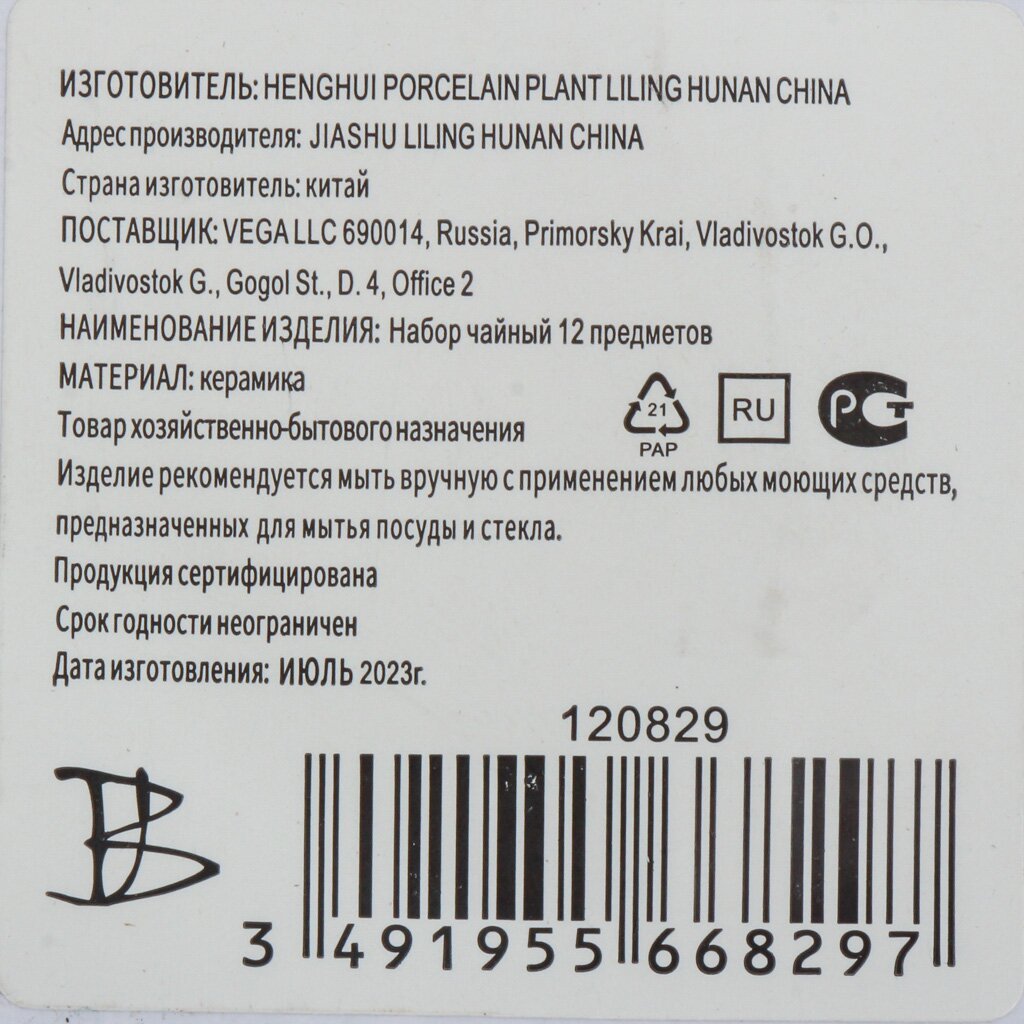 ИЗГОТОВИТЕЛЬ: HENGHUI PORCELAIN PLANT LILING HUNAN CHINA
Адрес производителя: JIASHU LILING HUNAN CHINA
Страна изготовитель: китай
ПОСТАВЩИК: VEGA LLC 690014, Russia, Primorsky Krai, Vladivostok G.O.,
Vladivostok G., Gogol St., D. 4, Office 2
НАИМЕНОВАНИЕ ИЗДЕЛИЯ: Набор чайный 12 предметов
МАТЕРИАЛ: керамика
21
PAP
RU
РСТ
Товар хозяйственно-бытового назначения
Изделие рекомендуется мыть вручную с применением любых моющих средств,
предназначенных для мытья посуды и стекла.
Продукция сертифицирована
Срок годности неограничен
Дата изготовления: ИЮЛЬ 2023г.
120829
3 491955 668297